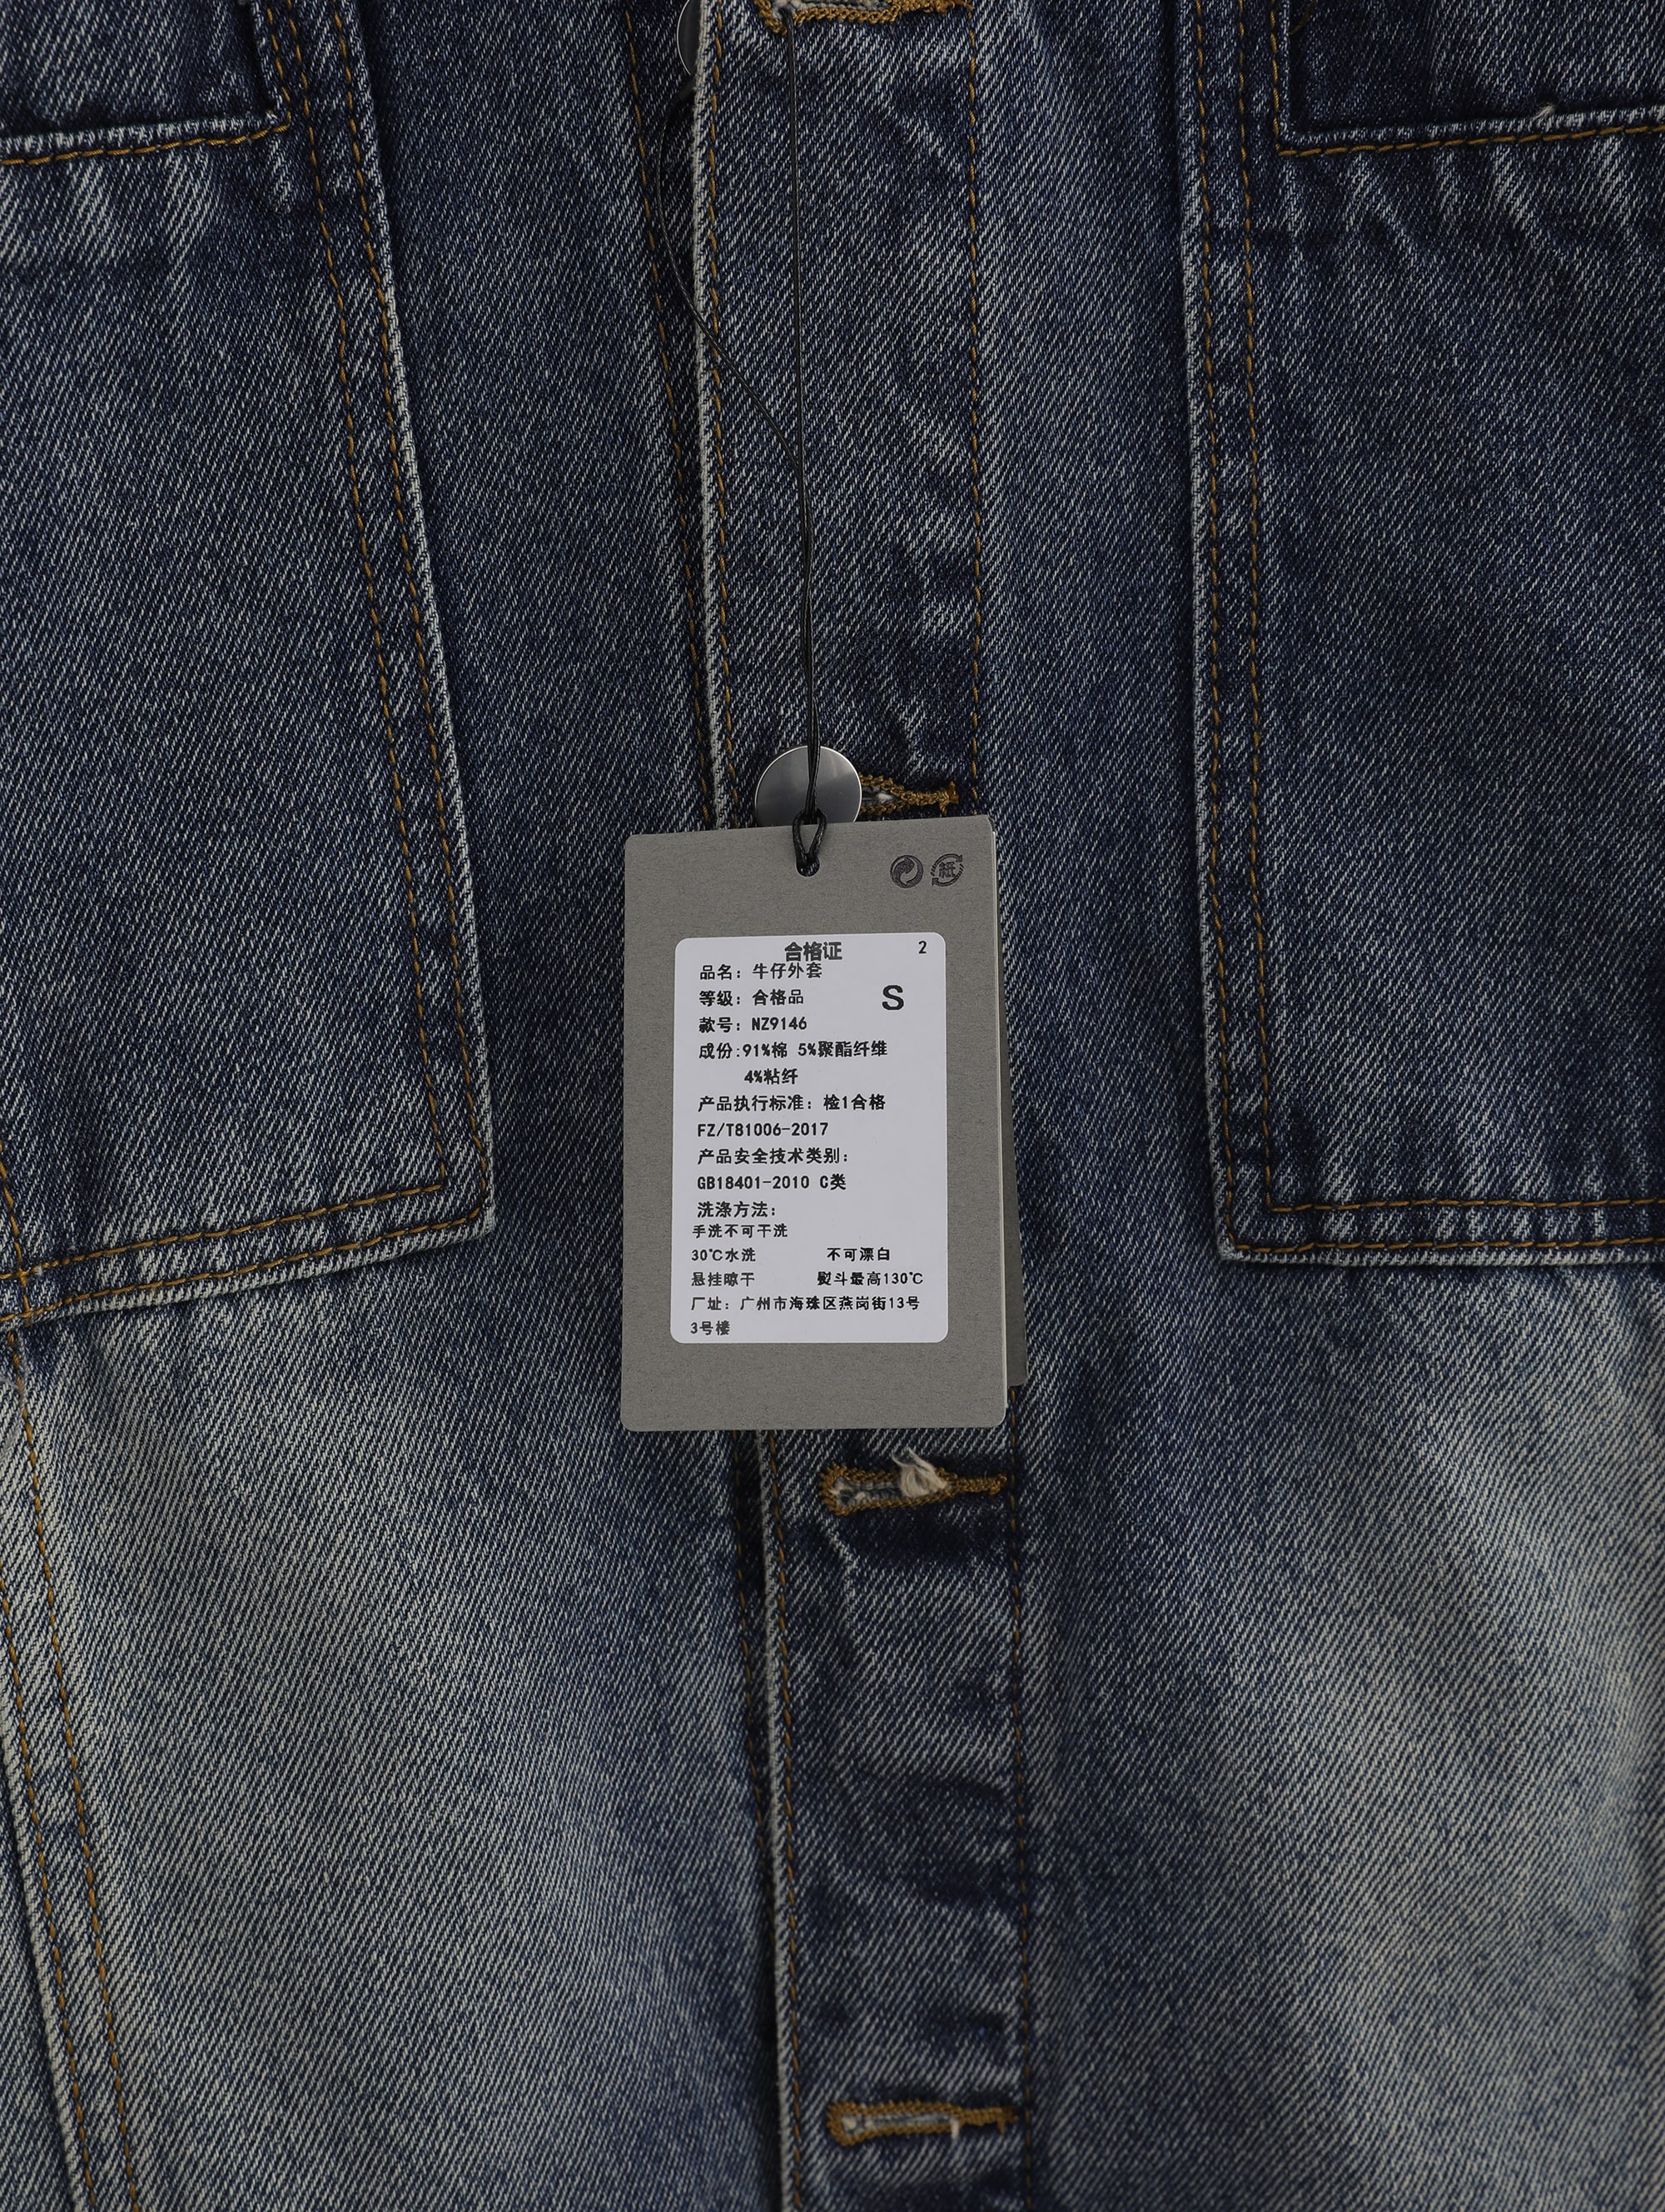 紙
合格证 2
品名：牛仔外套
等级：合格品 S
款号：NZ9146
成份:91%棉 5%聚酯纤维
4%粘纤
产品执行标准：检1合格
FZ/T81006-2017
产品安全技术类别：
GB18401-2010 C类
洗涤方法：
手洗不可干洗
30℃水洗 不可漂白
悬挂晾干 熨斗最高130℃
厂址：广州市海珠区燕岗街13号
3号楼